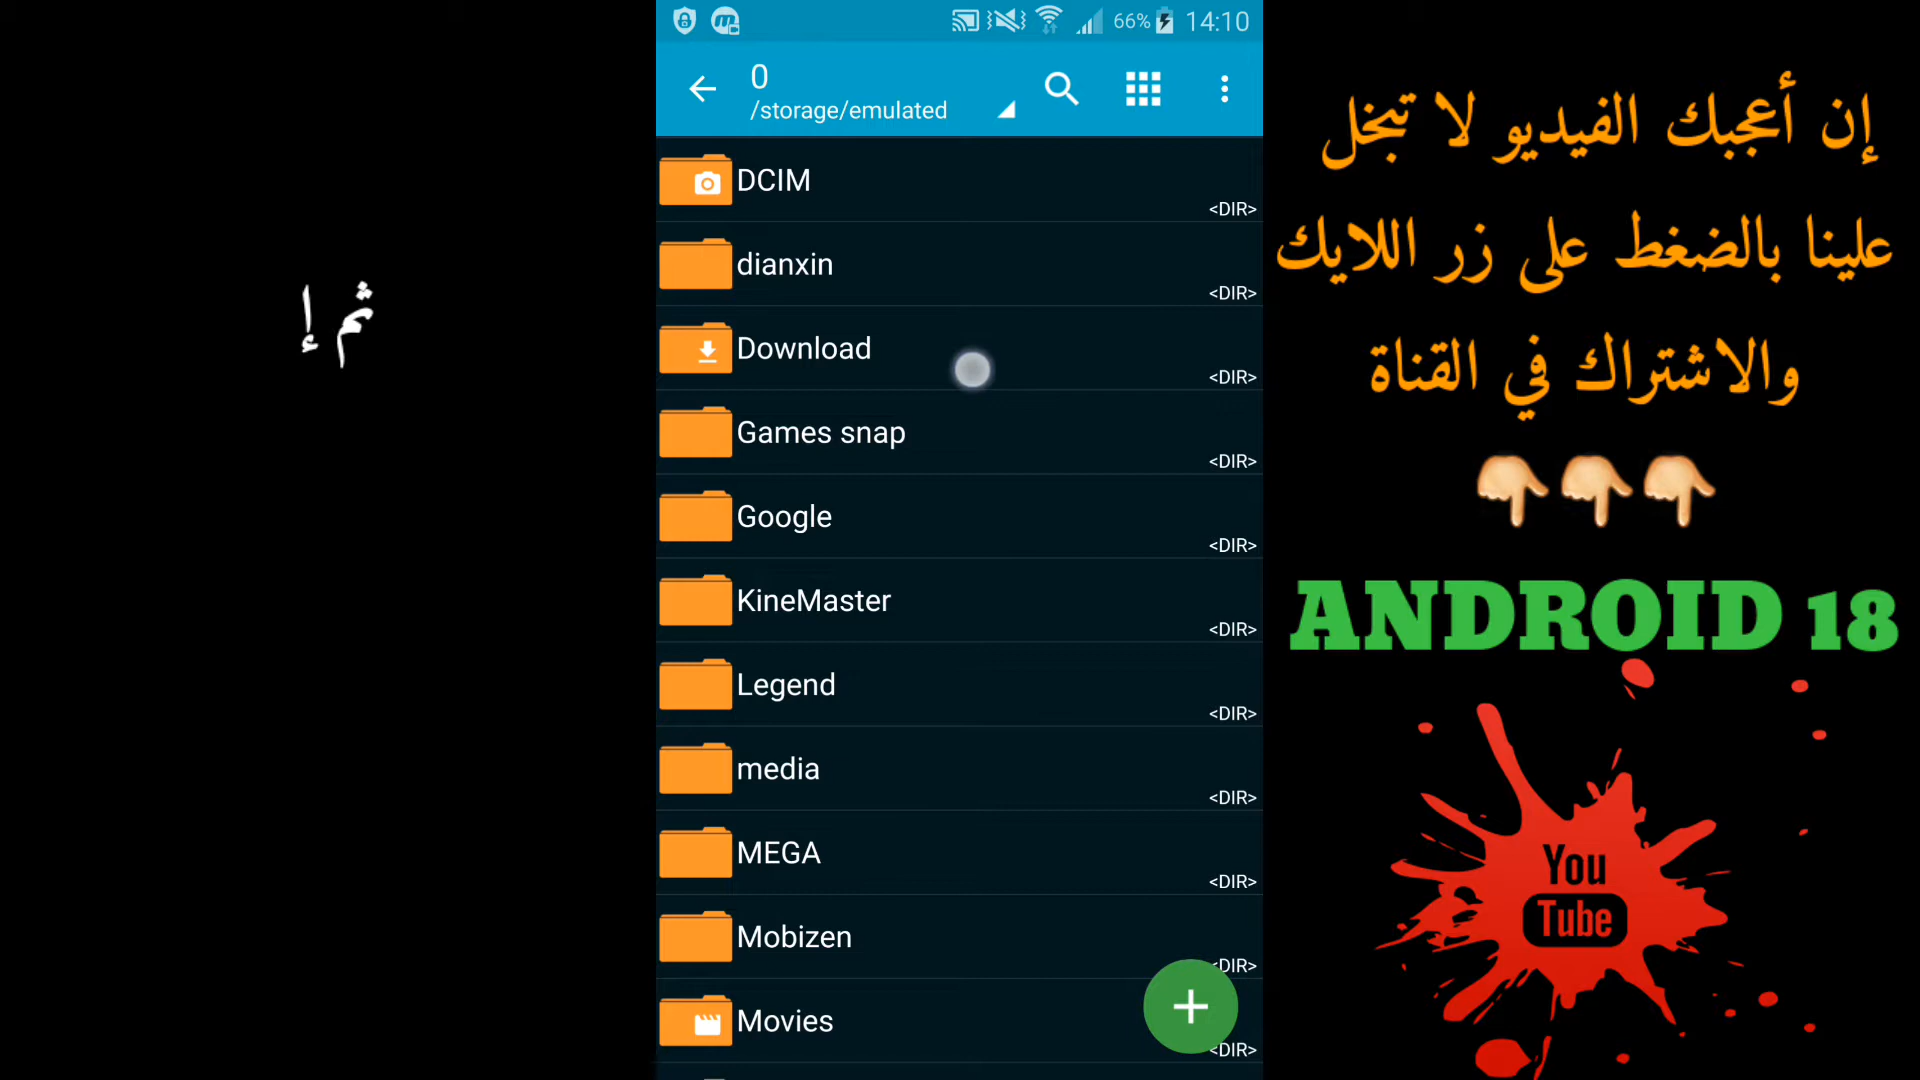 ثم إ
66% 14:10
0
/storage/emulated
DCIM
<DIR>
dianxin
<DIR>
Download
<DIR>
Games snap
<DIR>
Google
<DIR>
KineMaster
<DIR>
Legend
<DIR>
media
<DIR>
MEGA
<DIR>
Mobizen
<DIR>
Movies
<DIR>
إن أعجبك الفيديو لا تبخل
علينا بالضغط على زر اللايك
والاشتراك في القناة
👇🏼👇🏼👇🏼
ANDROID 18
You
Tube